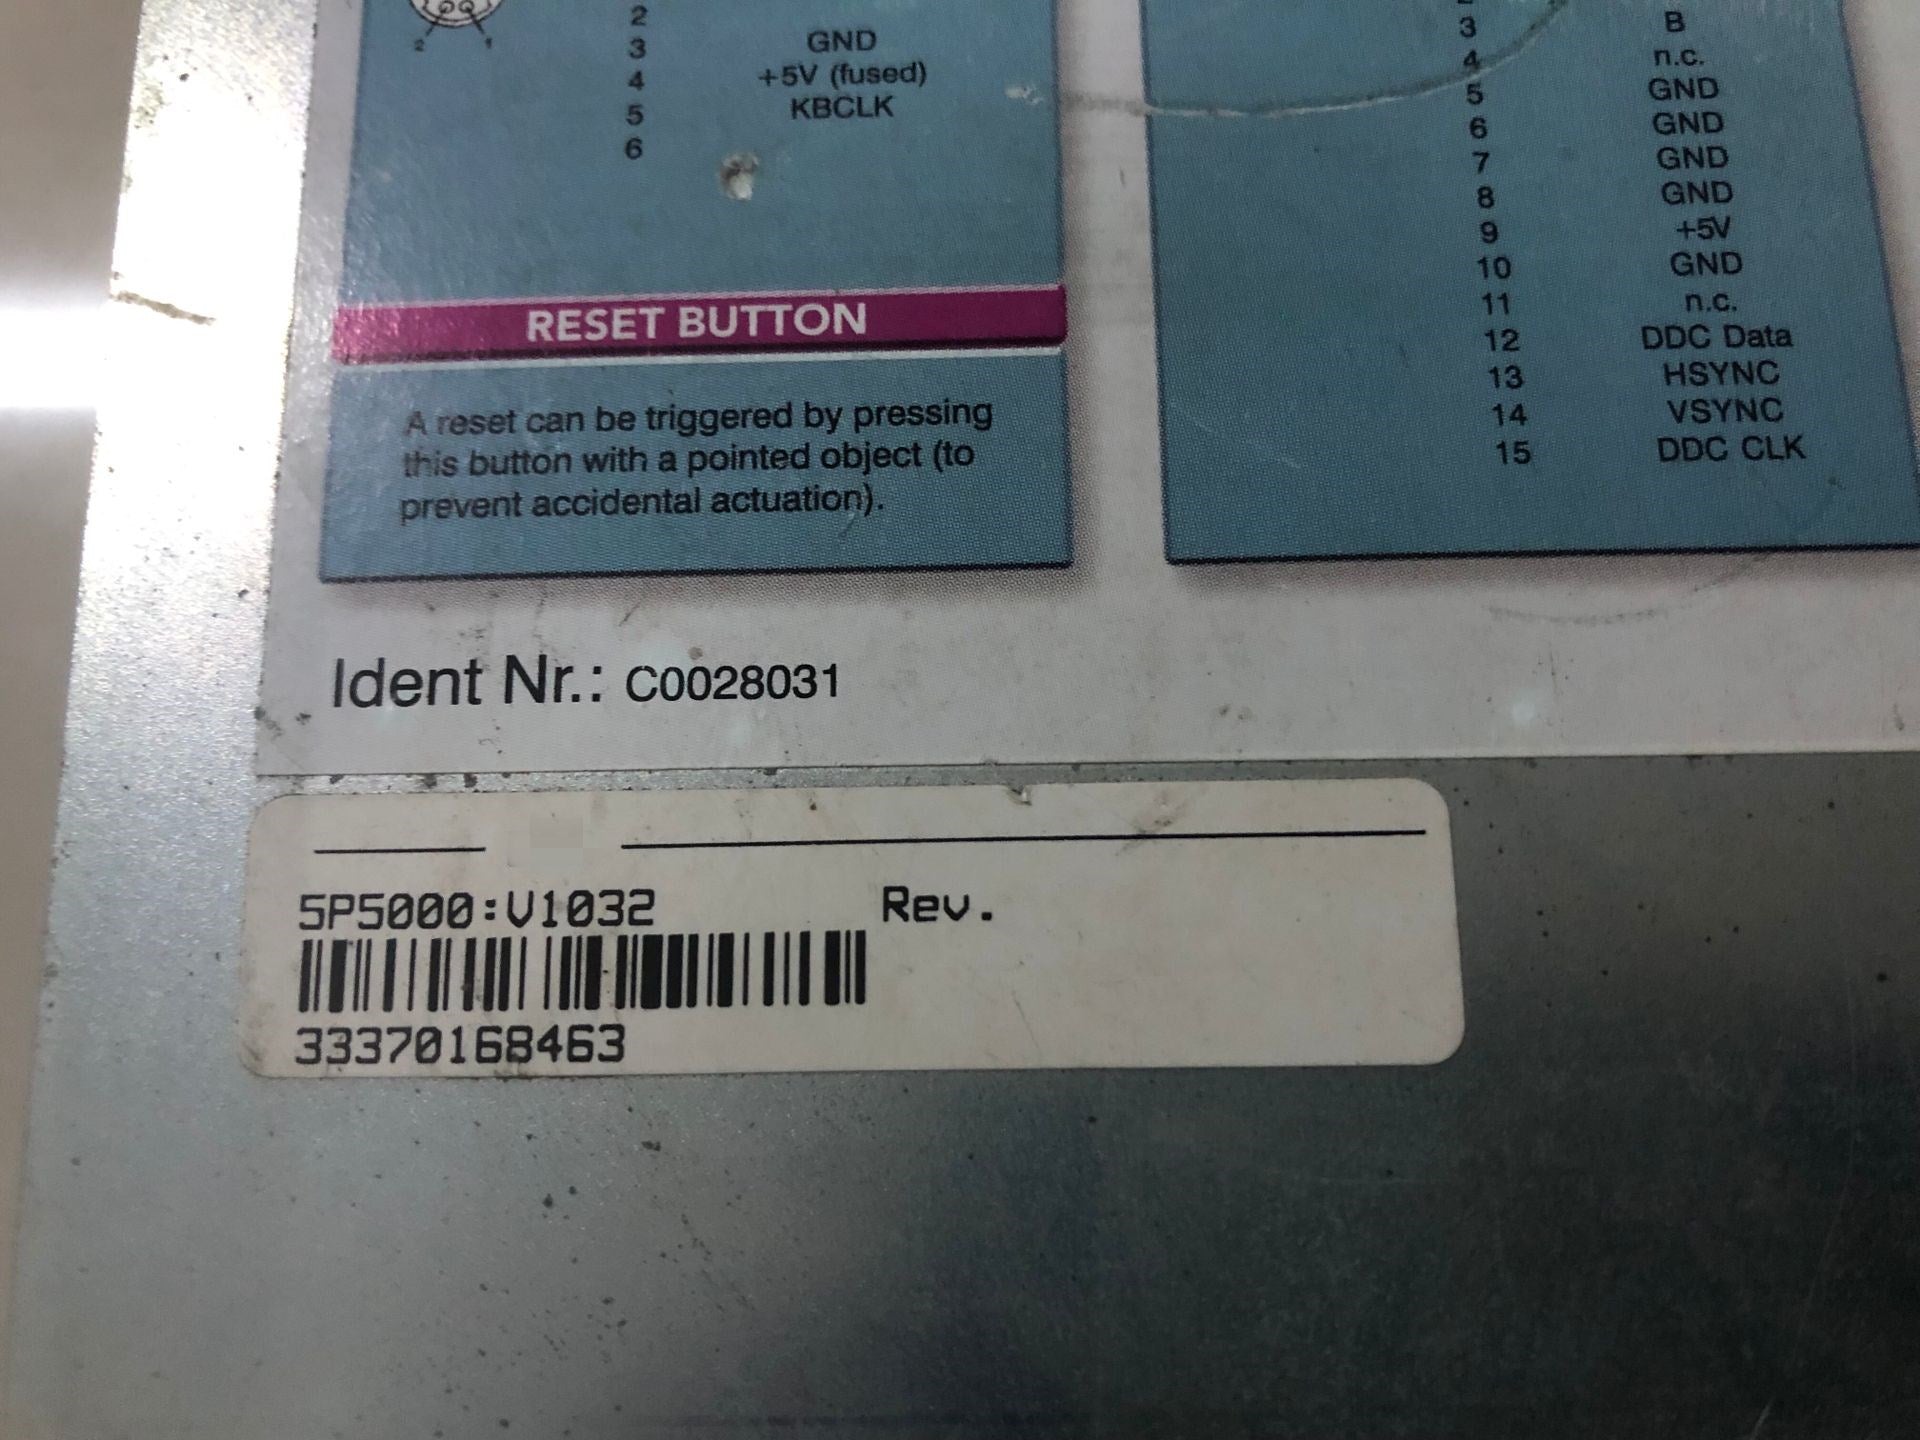 2 1
2
3 GND
4 +5V (fused)
5 KBCLK
6
RESET BUTTON
A reset can be triggered by pressing
this button with a pointed object (to
prevent accidental actuation).
3 B
4 n.c.
5 GND
6 GND
7 GND
8 GND
9 +5V
10 GND
11 n.c.
12 DDC Data
13 HSYNC
14 VSYNC
15 DDC CLK
Ident Nr.: C0028031
5P5000:V1032 Rev.
33370168463